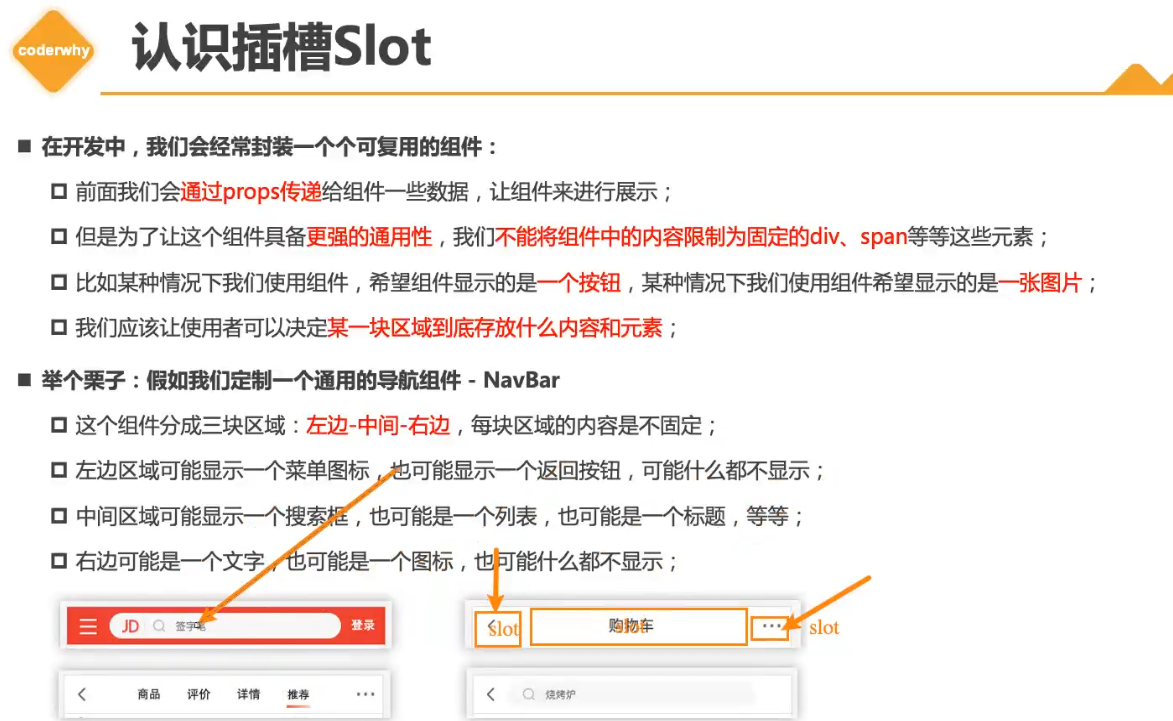 coderwhy
认识插槽Slot
在开发中，我们会经常封装一个个可复用的组件：
前面我们会通过props传递给组件一些数据，让组件来进行展示；
但是为了让这个组件具备更强的通用性，我们不能将组件中的内容限制为固定的div、span等等这些元素；
比如某种情况下我们使用组件，希望组件显示的是一个按钮，某种情况下我们使用组件希望显示的是一张图片；
我们应该让使用者可以决定某一块区域到底存放什么内容和元素；
举个栗子：假如我们定制一个通用的导航组件 - NavBar
这个组件分成三块区域：左边-中间-右边，每块区域的内容是不固定；
左边区域可能显示一个菜单图标，也可能显示一个返回按钮，可能什么都不显示；
中间区域可能显示一个搜索框，也可能是一个列表，也可能是一个标题，等等；
右边可能是一个文字，也可能是一个图标，也可能什么都不显示；
JD 签字笔 登录
slot 购物车 slot slot
商品 评价 详情 推荐
烧烤炉